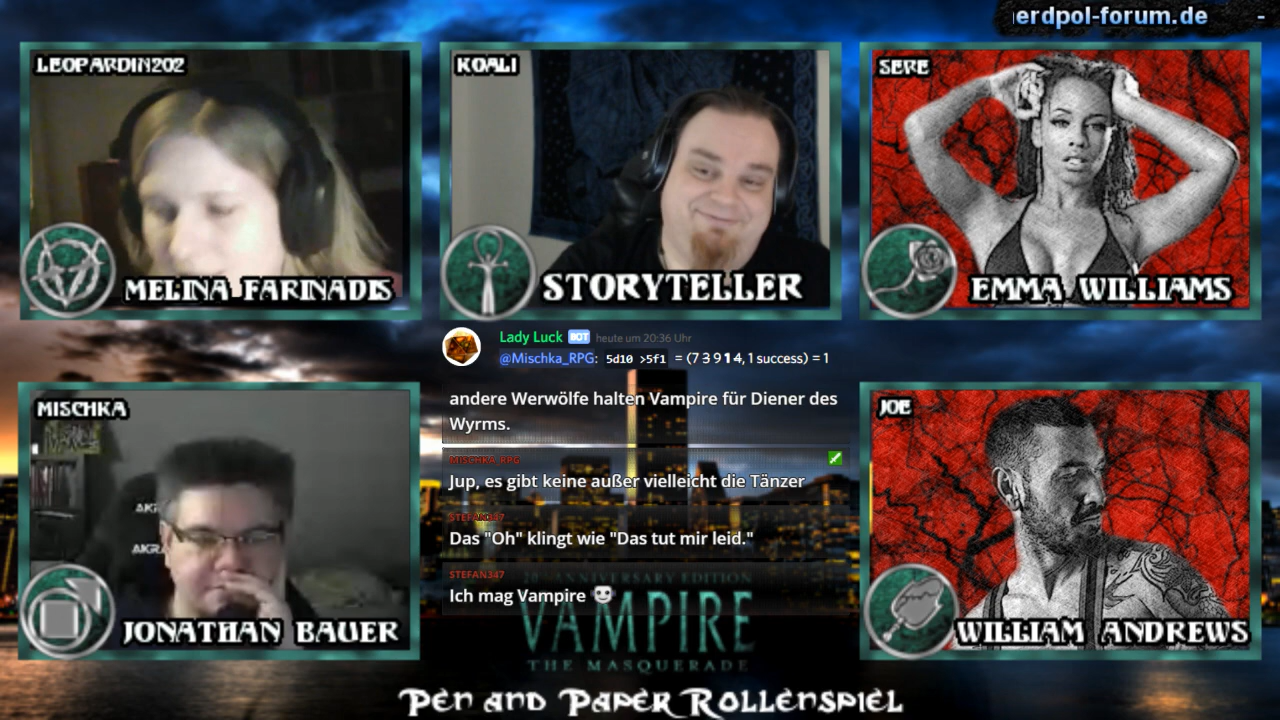 erdpol-forum.de -
LEOPARDIN202
MELINA FARINADIS
KOALI
STORYTELLER
SERE
EMMA WILLIAMS
Lady Luck BOT heute um 20:36 Uhr
@Mischka_RPG: 5d10 >5f1 = (7 3 9 1 4, 1 success) = 1
andere Werwölfe halten Vampire für Diener des
Wyrms.
MISCHKA_RPG
Jup, es gibt keine außer vielleicht die Tänzer
STEFAN347
Das "Oh" klingt wie "Das tut mir leid."
STEFAN347
Ich mag Vampire
MISCHKA
JONATHAN BAUER
JOE
WILLIAM ANDREWS
20TH ANNIVERSARY EDITION
VAMPIRE
THE MASQUERADE
PEN AND PAPER ROLLENSPIEL